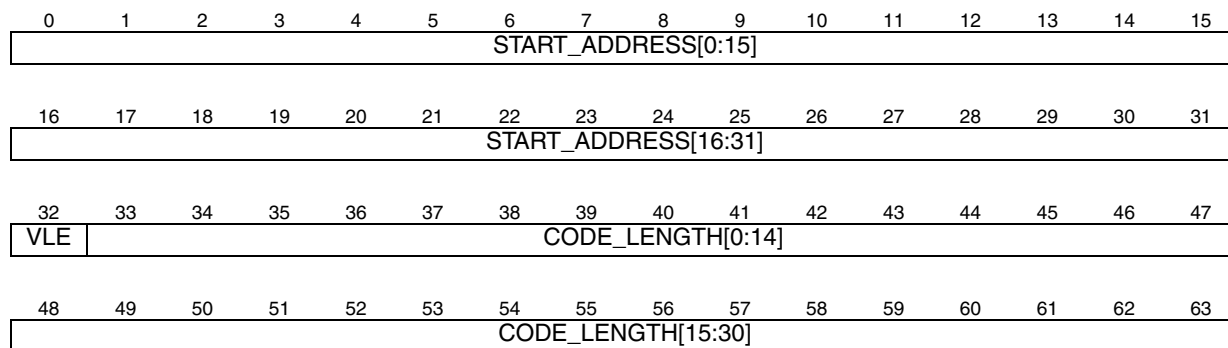 0 1 2 3 4 5 6 7 8 9 10 11 12 13 14 15
START_ADDRESS[0:15]
16 17 18 19 20 21 22 23 24 25 26 27 28 29 30 31
START_ADDRESS[16:31]
32 33 34 35 36 37 38 39 40 41 42 43 44 45 46 47
VLE CODE_LENGTH[0:14]
48 49 50 51 52 53 54 55 56 57 58 59 60 61 62 63
CODE_LENGTH[15:30]